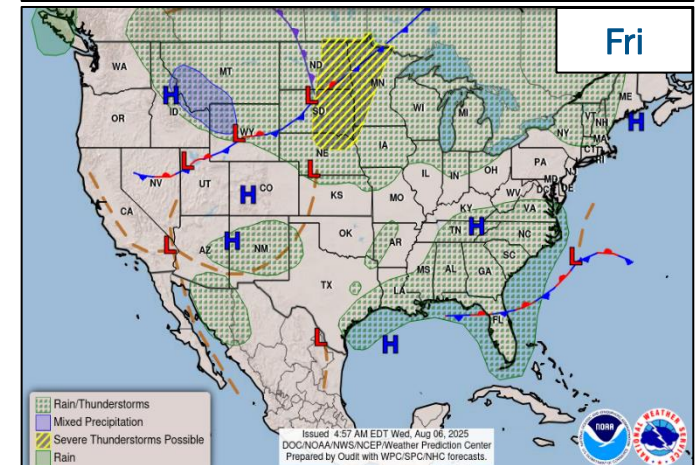 Fri
WA
MT
ND
MN
ME
OR
ID
H
L
SD
WI
MI
VT
NH
H
WY
L
NY
MA
CT
RI
NE
IA
L
L
PA
NJ
NV
UT
H
CO
KS
IL
IN
OH
MD
DE
DC
WV
MO
KY
VA
CA
L
AZ
H
NM
OK
AR
TN
H
NC
L
SC
MS
AL
GA
TX
LA
FL
L
H
Rain/Thunderstorms
Mixed Precipitation
Severe Thunderstorms Possible
Rain
Issued 4:57 AM EDT Wed, Aug 06, 2025
DOC/NOAA/NWS/NCEP/Weather Prediction Center
Prepared by Oudit with WPC/SPC/NHC forecasts.
NOAA
NATIONAL WEATHER SERVICE